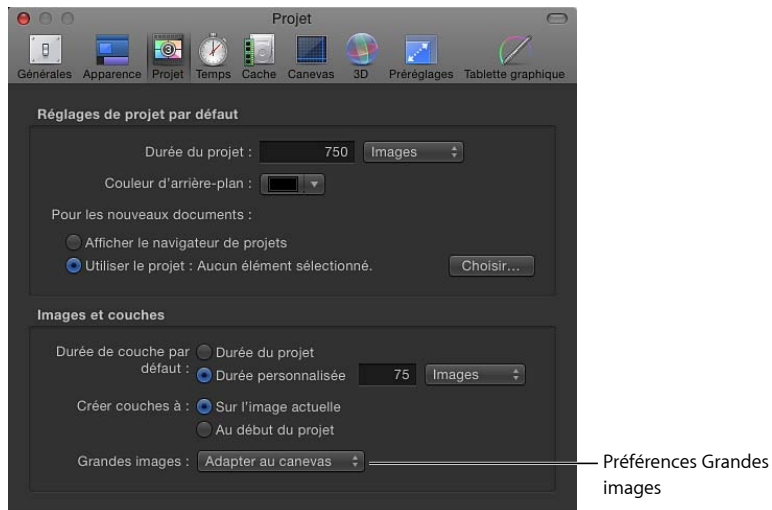 Projet
Générales Apparence Projet Temps Cache Canevas 3D Préréglages Tablette graphique
Réglages de projet par défaut
Durée du projet : 750 Images
Couleur d'arrière-plan :
Pour les nouveaux documents :
Afficher le navigateur de projets
Utiliser le projet : Aucun élément sélectionné. Choisir...
Images et couches
Durée de couche par défaut : Durée du projet
Durée personnalisée 75 Images
Créer couches à : Sur l'image actuelle
Au début du projet
Grandes images : Adapter au canevas
Préférences Grandes
images